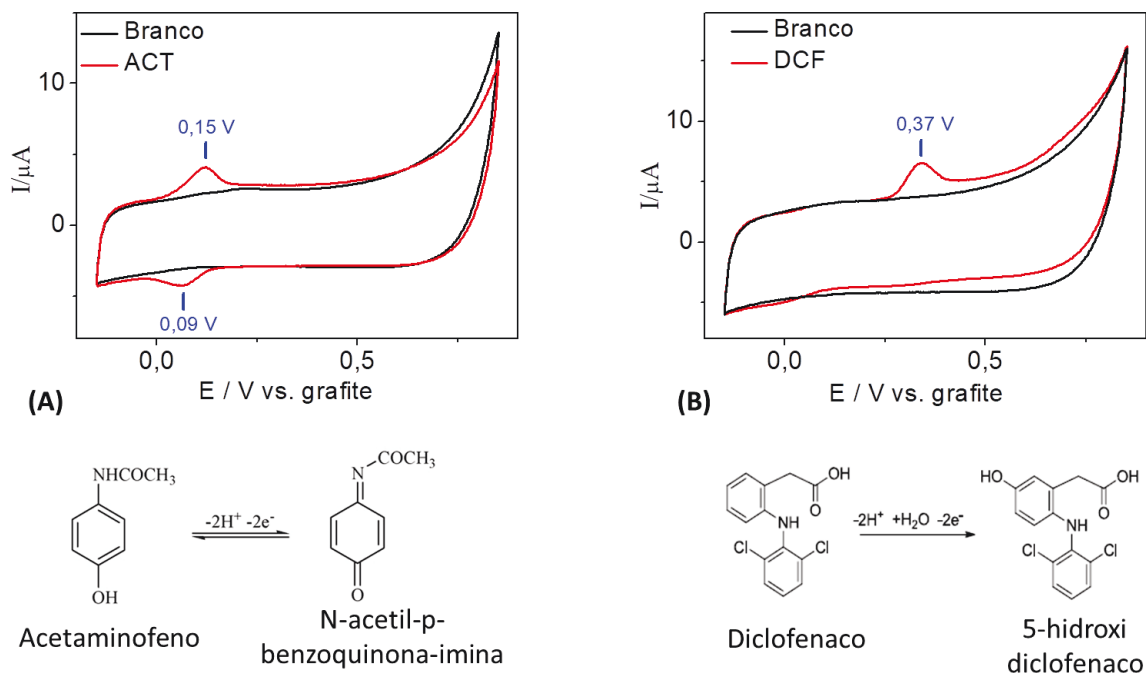 Branco
ACT
10
0,15 V
I/µA
0
0,09 V
0,0
0,5
E / V vs. grafite
(A)
Branco
DCF
10
0,37 V
I/µA
0
0,0
0,5
E / V vs. grafite
(B)
NHCOCH₃
OH
-2H⁺ -2e⁻
COCH₃
N
O
Acetaminofeno
N-acetil-p-
benzoquinona-imina
OH
O
NH
Cl
Cl
-2H⁺ +H₂O -2e⁻
HO
OH
O
NH
Cl
Cl
Diclofenaco
5-hidroxi
diclofenaco